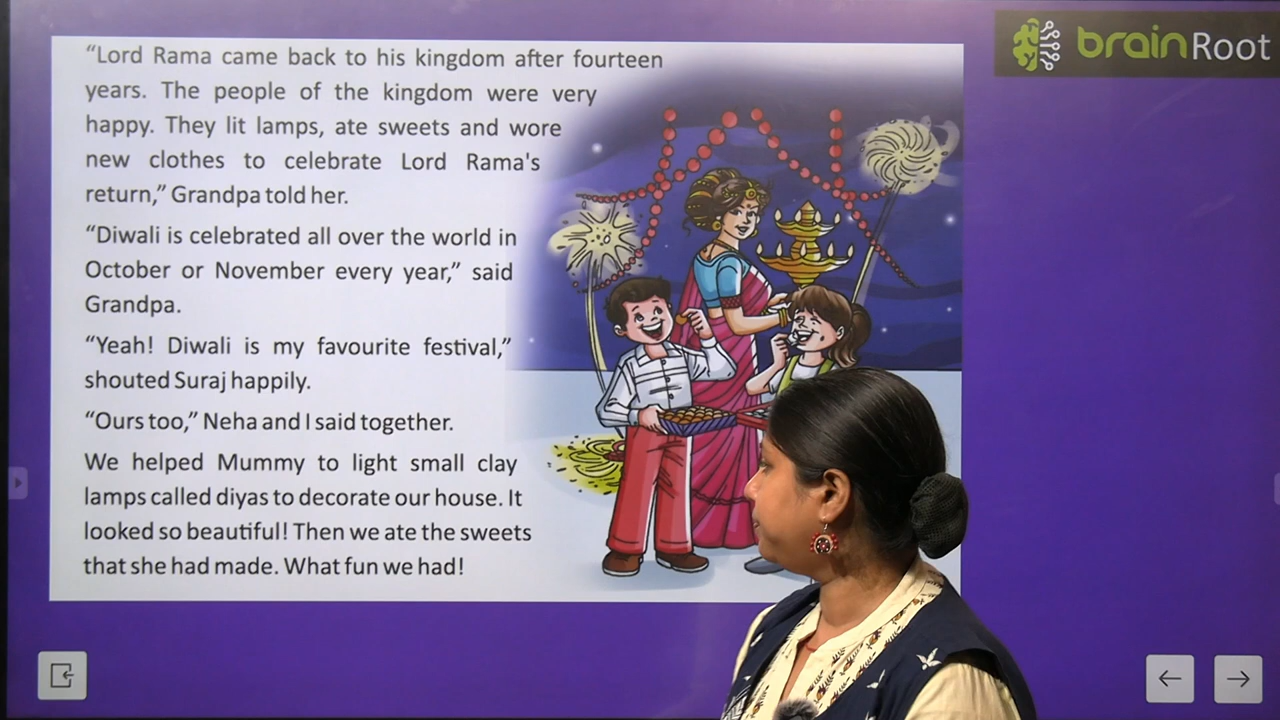 brainRoot
“Lord Rama came back to his kingdom after fourteen
years. The people of the kingdom were very
happy. They lit lamps, ate sweets and wore
new clothes to celebrate Lord Rama's
return,” Grandpa told her.
“Diwali is celebrated all over the world in
October or November every year,” said
Grandpa.
“Yeah! Diwali is my favourite festival,”
shouted Suraj happily.
“Ours too,” Neha and I said together.
We helped Mummy to light small clay
lamps called diyas to decorate our house. It
looked so beautiful! Then we ate the sweets
that she had made. What fun we had!